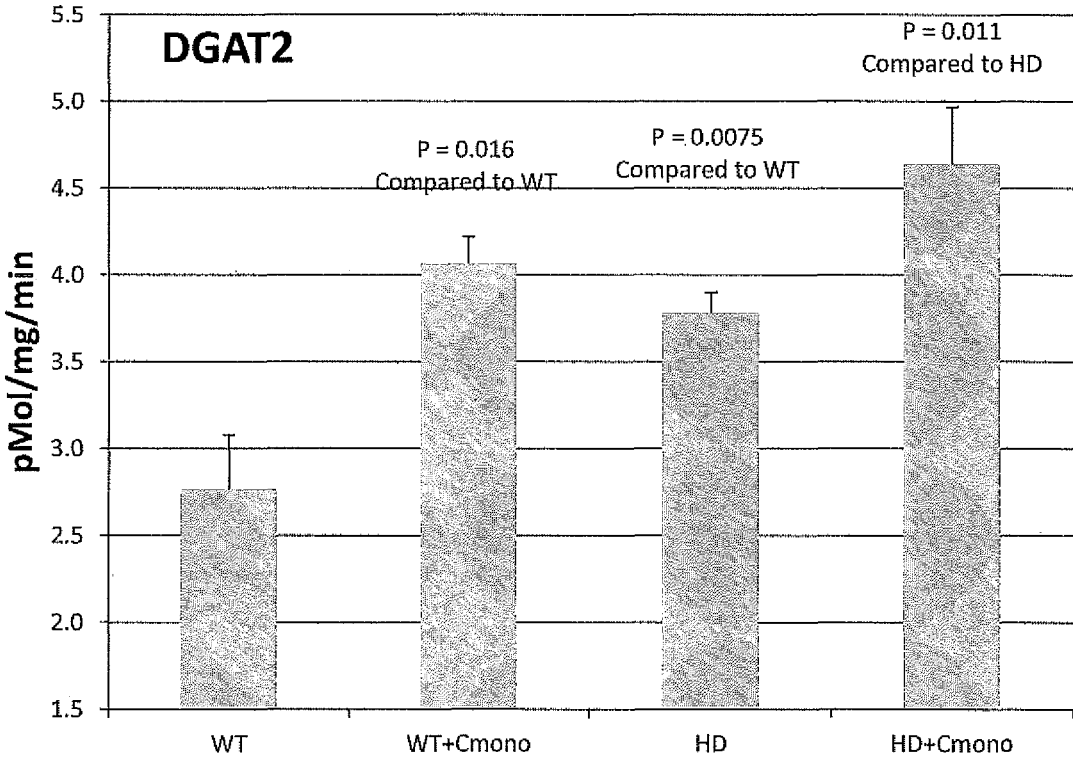 DGAT2
P = 0.011
Compared to HD
P = 0.016
Compared to WT
P = 0.0075
Compared to WT
pMol/mg/min
5.5
5.0
4.5
4.0
3.5
3.0
2.5
2.0
1.5
WT
WT+Cmono
HD
HD+Cmono